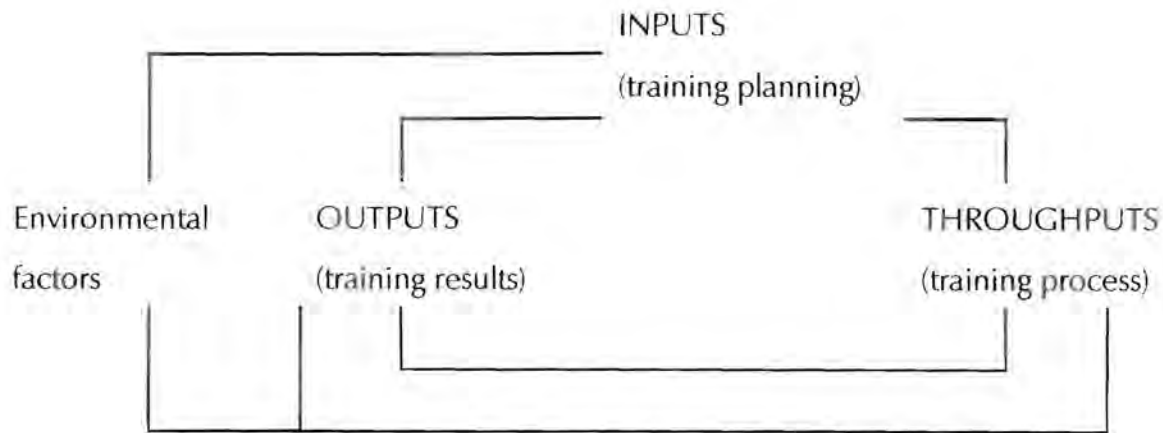 INPUTS
(training planning)
Environmental
factors
OUTPUTS
(training results)
THROUGHPUTS
(training process)